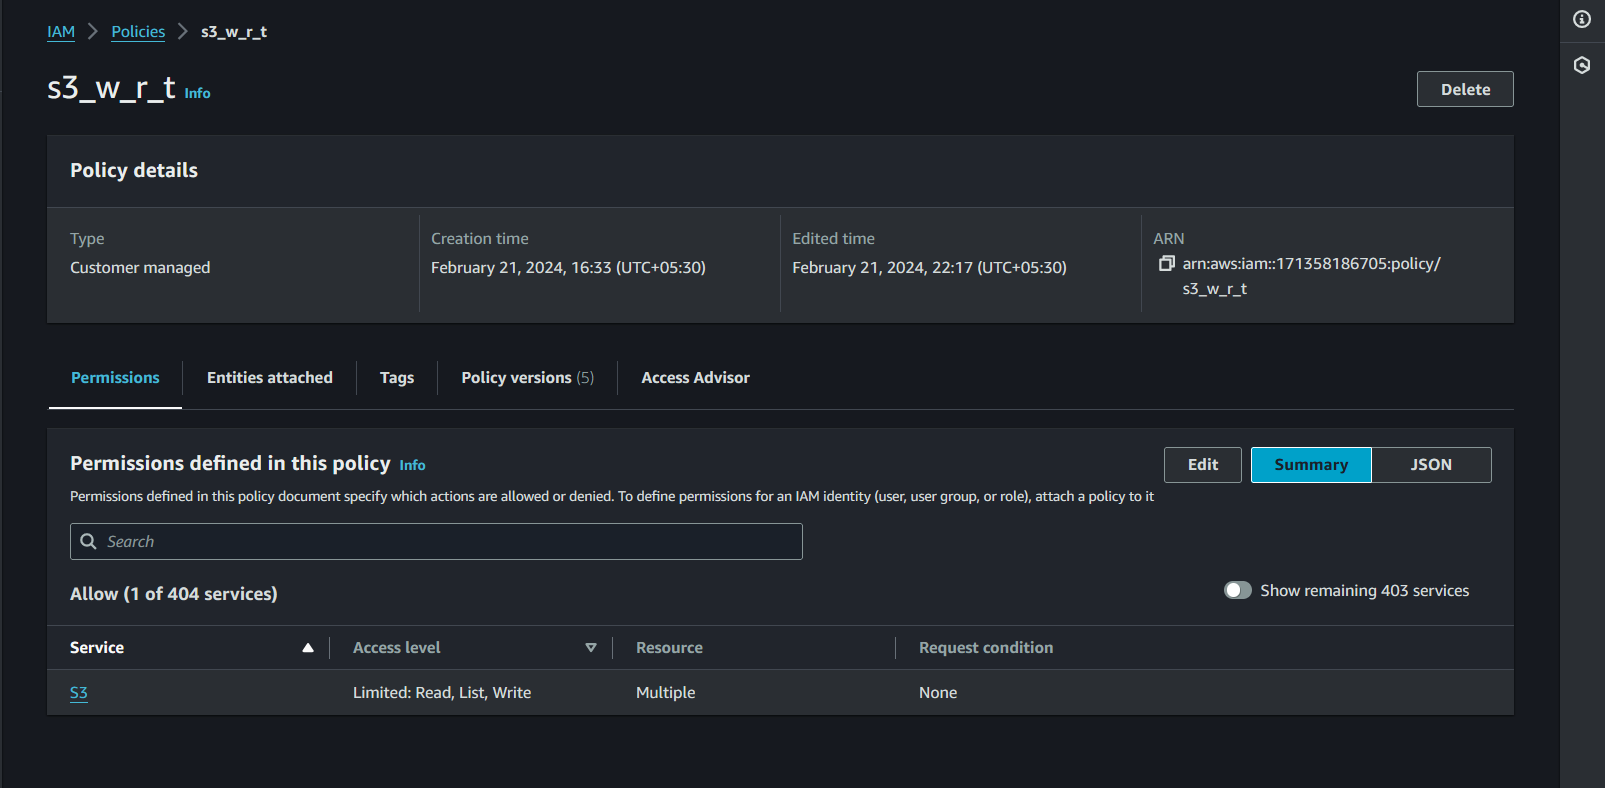 IAM > Policies > s3_w_r_t
s3_w_r_t Info
Delete
Policy details
Type
Customer managed
Creation time
February 21, 2024, 16:33 (UTC+05:30)
Edited time
February 21, 2024, 22:17 (UTC+05:30)
ARN
arn:aws:iam::171358186705:policy/
s3_w_r_t
Permissions
Entities attached
Tags
Policy versions (5)
Access Advisor
Permissions defined in this policy Info
Permissions defined in this policy document specify which actions are allowed or denied. To define permissions for an IAM identity (user, user group, or role), attach a policy to it
Edit
Summary
JSON
Search
Allow (1 of 404 services)
Show remaining 403 services
Service
Access level
Resource
Request condition
S3
Limited: Read, List, Write
Multiple
None